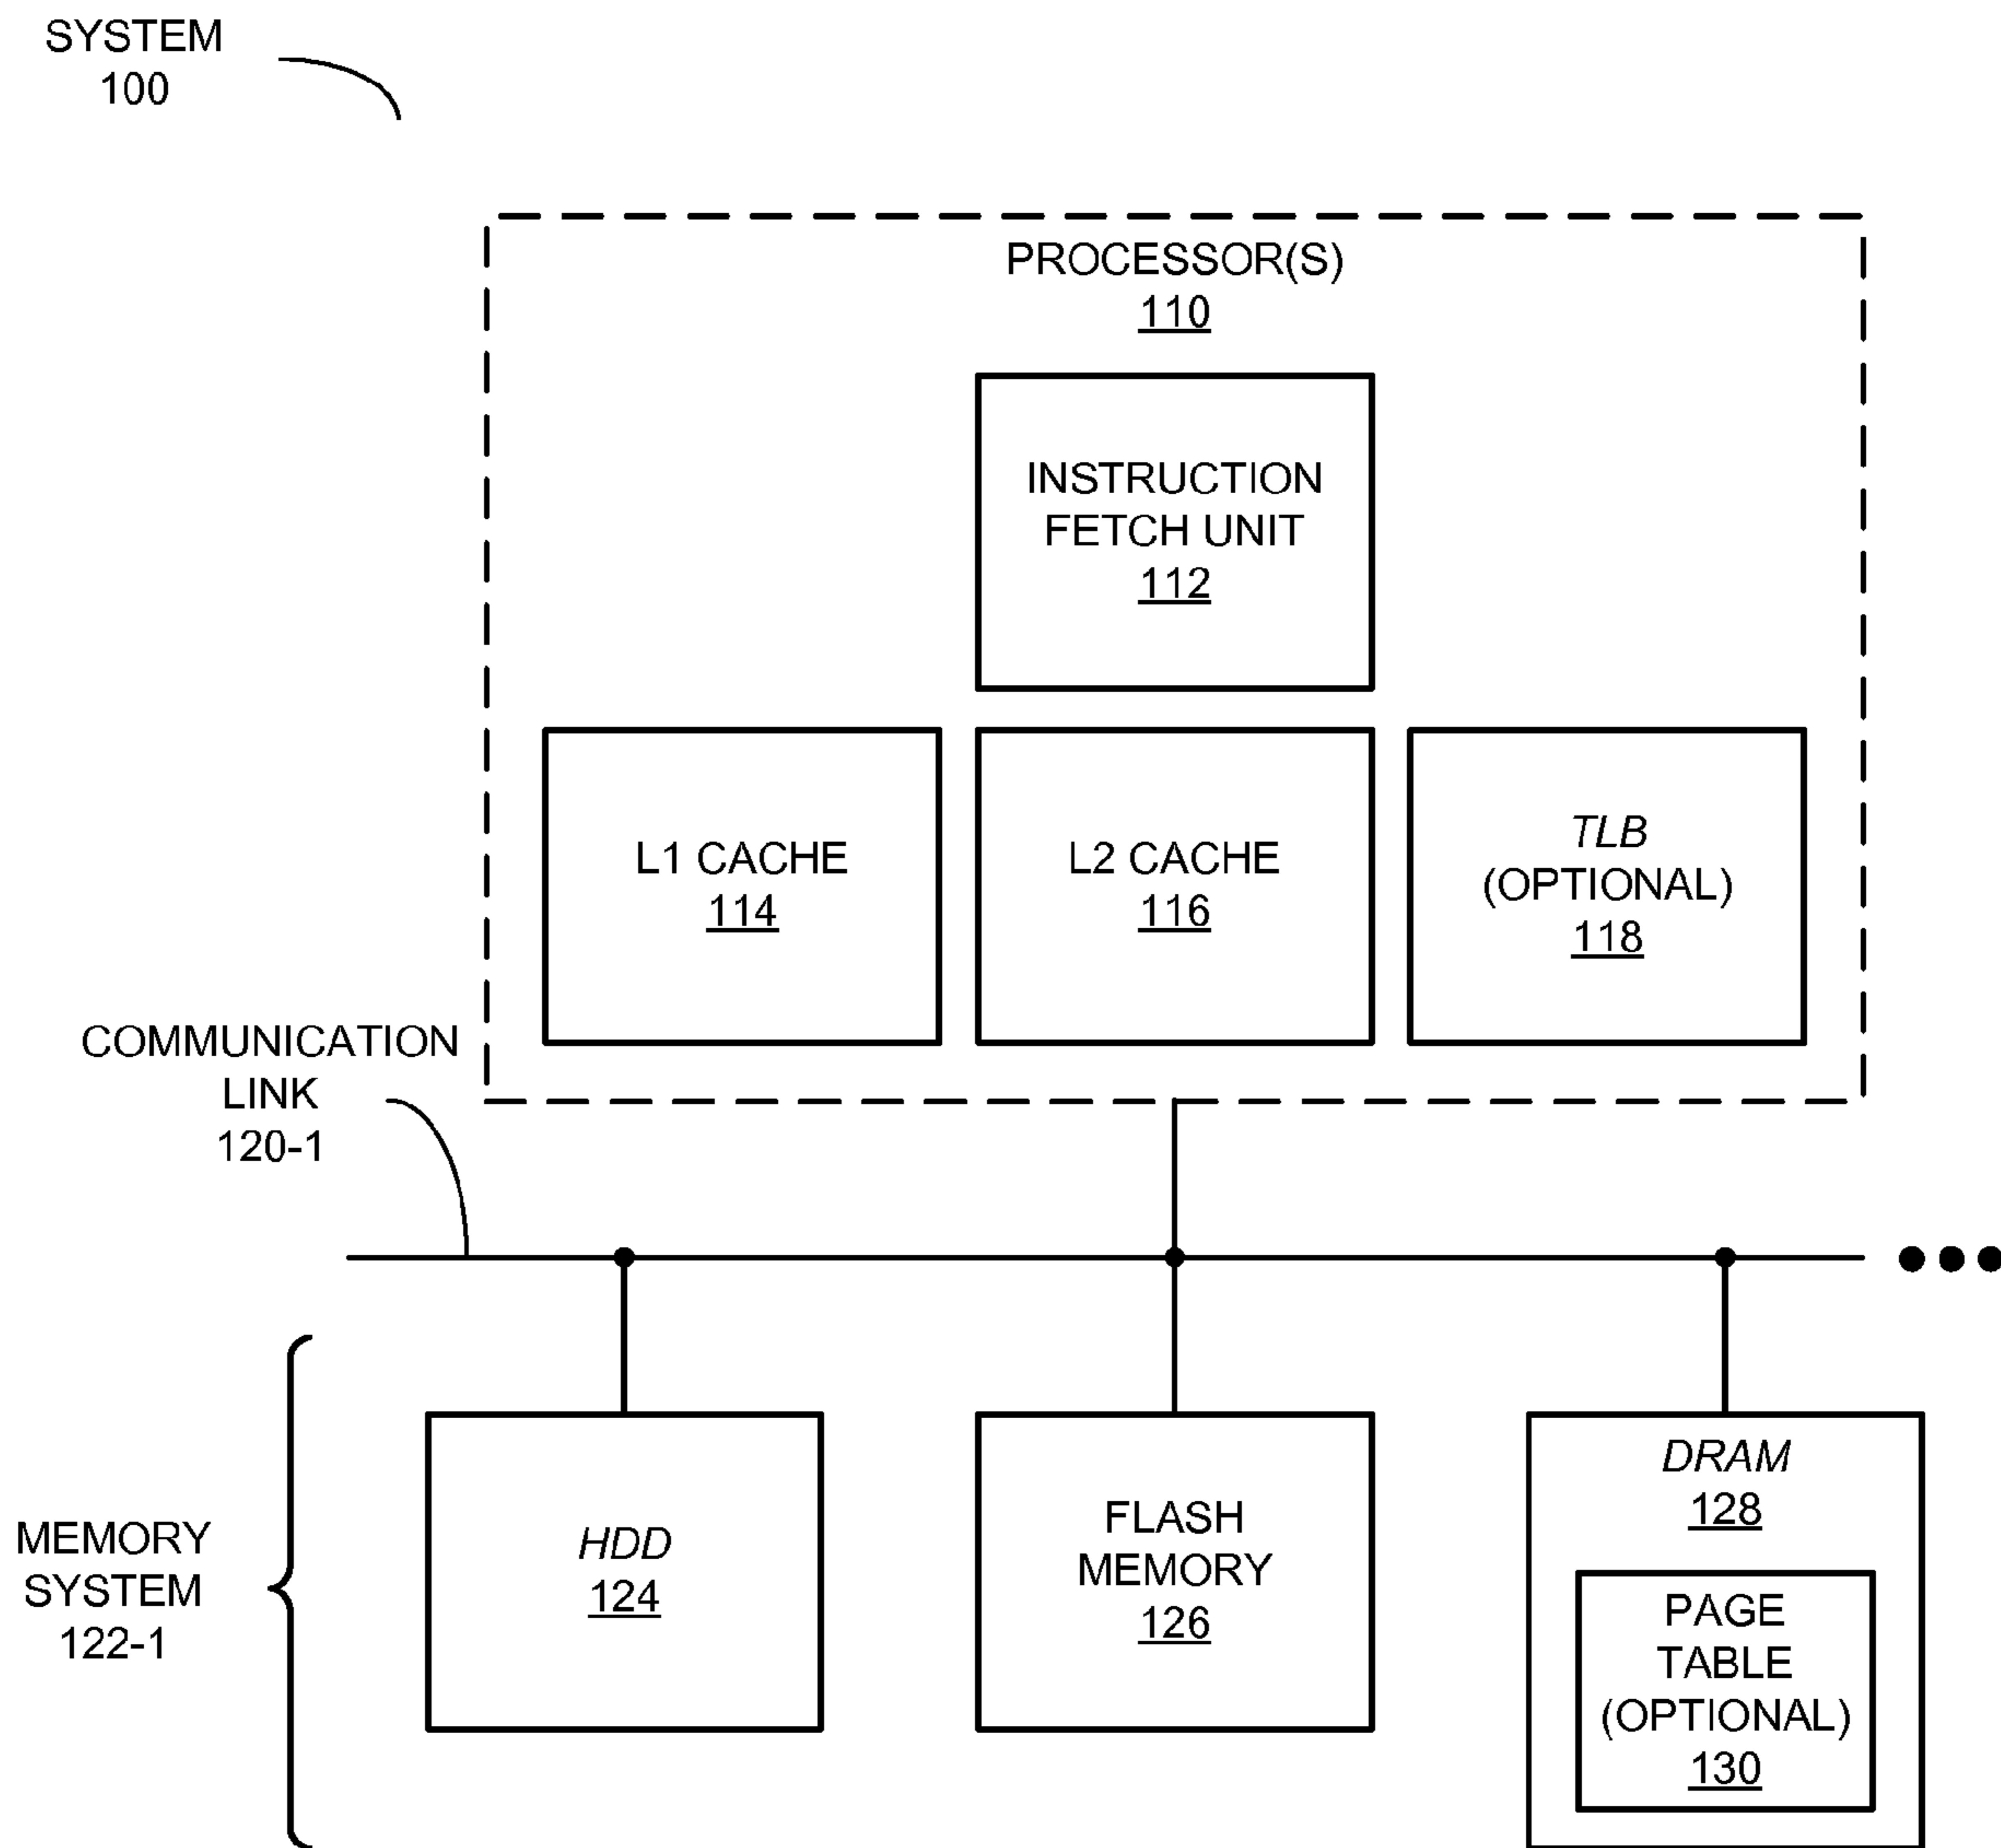 SYSTEM
100
PROCESSOR(S)
110
INSTRUCTION
FETCH UNIT
112
L1 CACHE
114
L2 CACHE
116
TLB
(OPTIONAL)
118
COMMUNICATION
LINK
120-1
MEMORY
SYSTEM
122-1
HDD
124
FLASH
MEMORY
126
DRAM
128
PAGE
TABLE
(OPTIONAL)
130